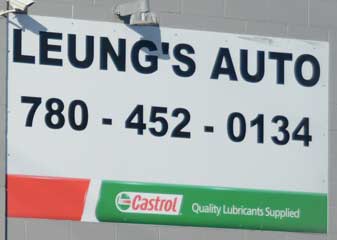 LEUNG'S AUTO
780 - 452 - 0134
Castrol Quality Lubricants Supplied